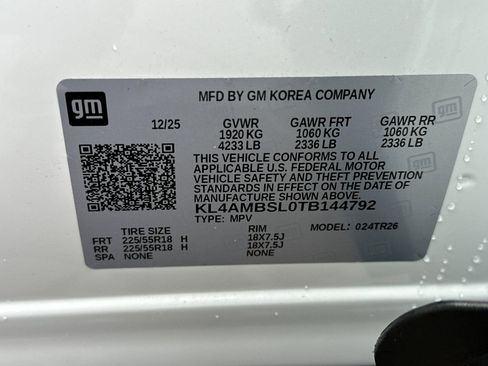 gm
MFD BY GM KOREA COMPANY
12/25 GVWR GAWR FRT GAWR RR
1920 KG 1060 KG 1060 KG
4233 LB 2336 LB 2336 LB
THIS VEHICLE CONFORMS TO ALL
APPLICABLE U.S. FEDERAL MOTOR
VEHICLE SAFETY AND THEFT PREVENTION
STANDARDS IN EFFECT ON THE DATE OF
MANUFACTURE SHOWN ABOVE.
KL4AMBSL0TB144792
TYPE: MPV MODEL: 024TR26
TIRE SIZE RIM
FRT 225/55R18 H 18X7.5J
RR 225/55R18 H 18X7.5J
SPA NONE NONE